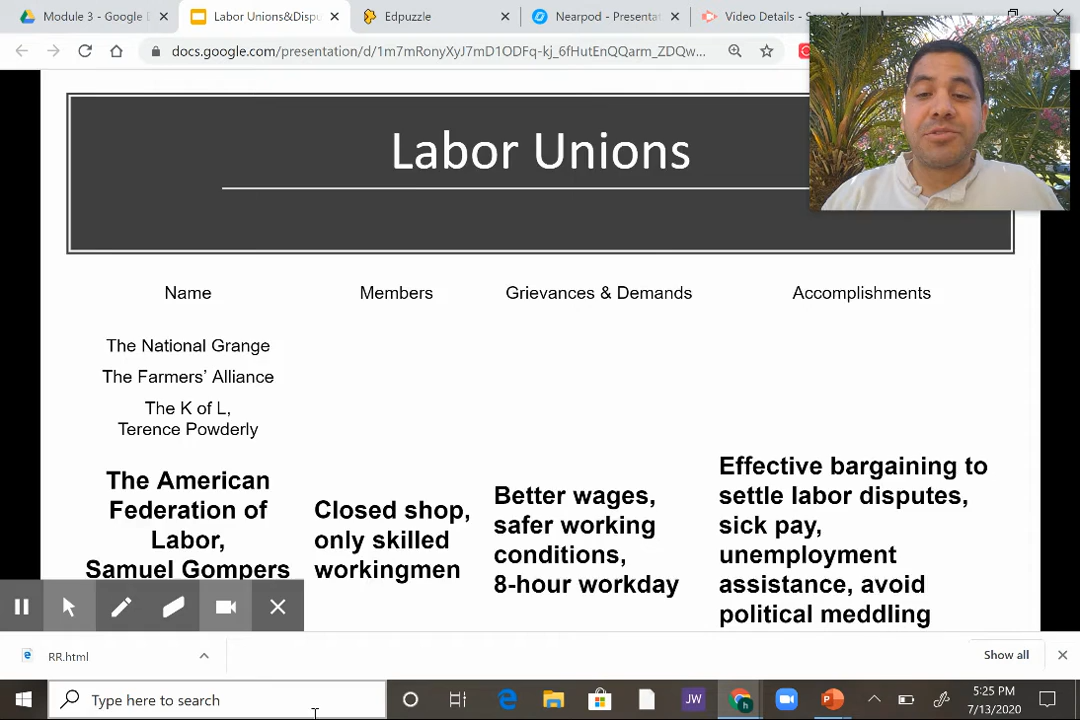 Module 3 - Google
Labor Unions&Dispu
Edpuzzle
Nearpod - Presenta
Video Details - S
docs.google.com/presentation/d/1m7mRonyXyJ7mD1ODFq-kj_6fHutEnQQarm_ZDQw...
Labor Unions
Name
Members
Grievances & Demands
Accomplishments
The National Grange
The Farmers’ Alliance
The K of L,
Terence Powderly
The American
Federation of
Labor,
Samuel Gompers
Closed shop,
only skilled
workingmen
Better wages,
safer working
conditions,
8-hour workday
Effective bargaining to
settle labor disputes,
sick pay,
unemployment
assistance, avoid
political meddling
RR.html
Show all
Type here to search
JW
5:25 PM
7/13/2020